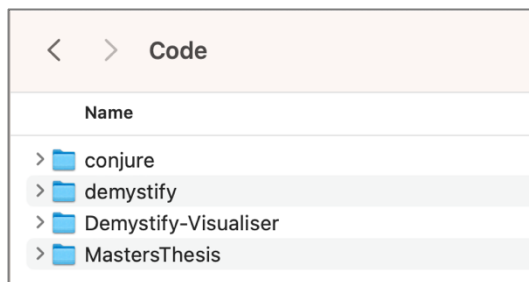 Code
Name
conjure
demystify
Demystify-Visualiser
MastersThesis